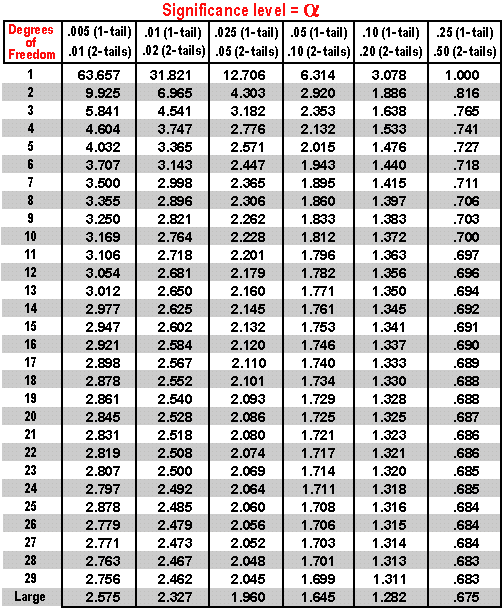 Significance level = α
Degrees of Freedom .005 (1-tail) .01 (1-tail) .025 (1-tail) .05 (1-tail) .10 (1-tail) .25 (1-tail)
.01 (2-tails) .02 (2-tails) .05 (2-tails) .10 (2-tails) .20 (2-tails) .50 (2-tails)
1 63.657 31.821 12.706 6.314 3.078 1.000
2 9.925 6.965 4.303 2.920 1.886 .816
3 5.841 4.541 3.182 2.353 1.638 .765
4 4.604 3.747 2.776 2.132 1.533 .741
5 4.032 3.365 2.571 2.015 1.476 .727
6 3.707 3.143 2.447 1.943 1.440 .718
7 3.500 2.998 2.365 1.895 1.415 .711
8 3.355 2.896 2.306 1.860 1.397 .706
9 3.250 2.821 2.262 1.833 1.383 .703
10 3.169 2.764 2.228 1.812 1.372 .700
11 3.106 2.718 2.201 1.796 1.363 .697
12 3.054 2.681 2.179 1.782 1.356 .696
13 3.012 2.650 2.160 1.771 1.350 .694
14 2.977 2.625 2.145 1.761 1.345 .692
15 2.947 2.602 2.132 1.753 1.341 .691
16 2.921 2.584 2.120 1.746 1.337 .690
17 2.898 2.567 2.110 1.740 1.333 .689
18 2.878 2.552 2.101 1.734 1.330 .688
19 2.861 2.540 2.093 1.729 1.328 .688
20 2.845 2.528 2.086 1.725 1.325 .687
21 2.831 2.518 2.080 1.721 1.323 .686
22 2.819 2.508 2.074 1.717 1.321 .686
23 2.807 2.500 2.069 1.714 1.320 .685
24 2.797 2.492 2.064 1.711 1.318 .685
25 2.878 2.485 2.060 1.708 1.316 .684
26 2.779 2.479 2.056 1.706 1.315 .684
27 2.771 2.473 2.052 1.703 1.314 .684
28 2.763 2.467 2.048 1.701 1.313 .683
29 2.756 2.462 2.045 1.699 1.311 .683
Large 2.575 2.327 1.960 1.645 1.282 .675